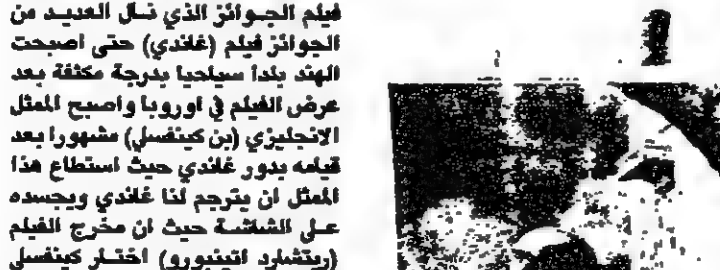 فيلم الجوائز الذي نال العديد من
الجوائز فيلم (غاندي) حتى اصبحت
الهند بلدا سياحيا بدرجة مكثفة بعد
عرض الفيلم في اوروبا واصبح الممثل
الانجليزي (بن كينفسلي) مشهورا بعد
قيامه بدور غاندي حيث استطاع هذا
الممثل ان يترجم لنا غاندي ويجسده
على الشاشة حيث ان مخرج الفيلم
(ريتشارد اتينبورو) اختار كينفسلي